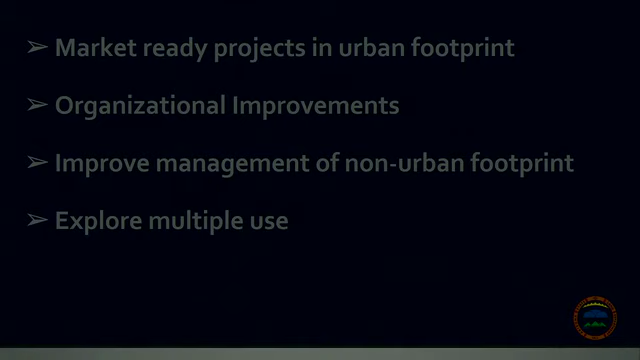 ➢ Market ready projects in urban footprint
➢ Organizational Improvements
➢ Improve management of non-urban footprint
➢ Explore multiple use